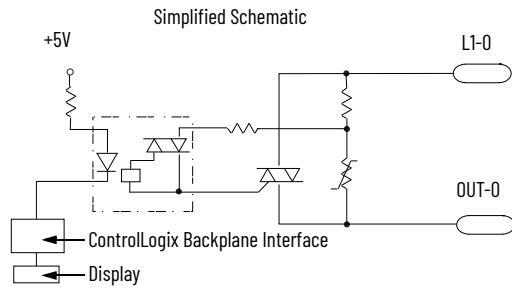 Simplified Schematic
+5V
L1-0
OUT-0
ControlLogix Backplane Interface
Display